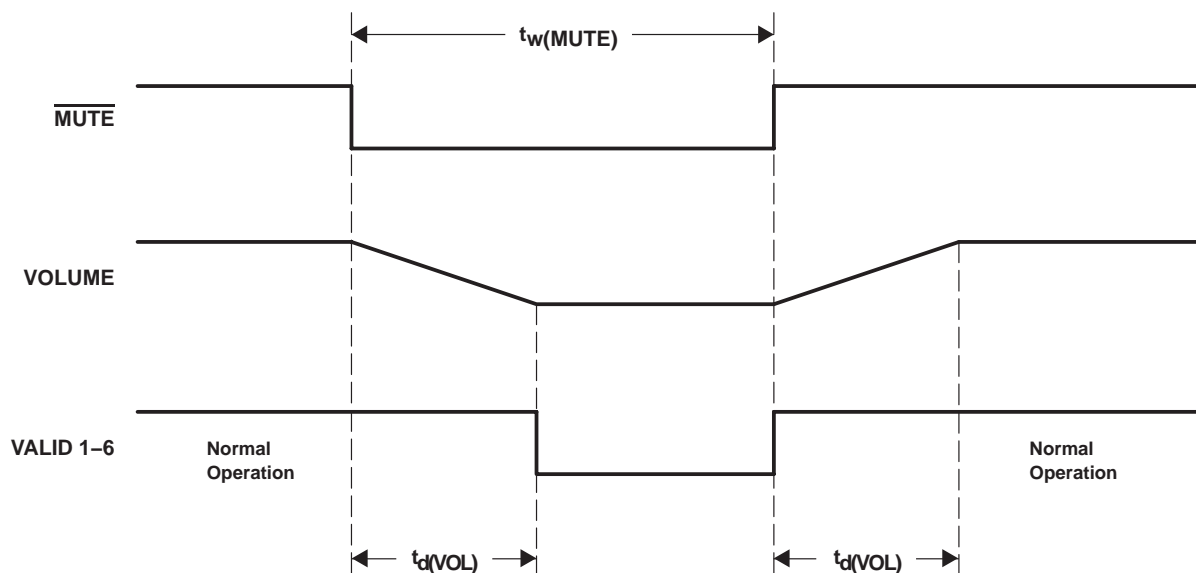 tw(MUTE)
MUTE
VOLUME
VALID 1–6
Normal
Operation
Normal
Operation
td(VOL)
td(VOL)